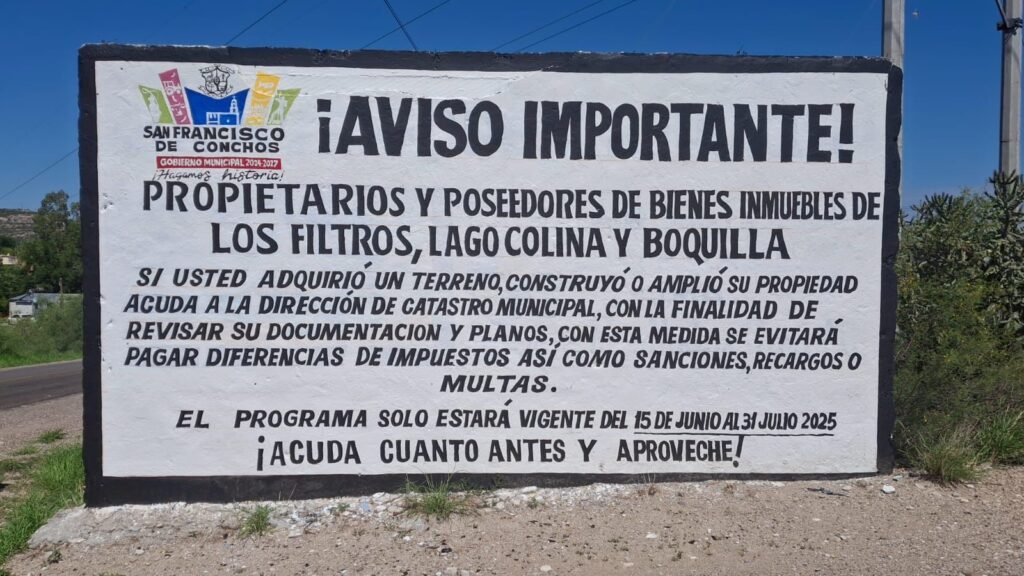 SAN FRANCISCO
DE CONCHOS
GOBIERNO MUNICIPAL 2024-2027
¡Hagamos historia!
¡AVISO IMPORTANTE!
PROPIETARIOS Y POSEEDORES DE BIENES INMUEBLES DE
LOS FILTROS, LAGO COLINA Y BOQUILLA
SI USTED ADQUIRIÓ UN TERRENO, CONSTRUYÓ O AMPLIÓ SU PROPIEDAD
ACUDA A LA DIRECCIÓN DE CATASTRO MUNICIPAL, CON LA FINALIDAD DE
REVISAR SU DOCUMENTACION Y PLANOS, CON ESTA MEDIDA SE EVITARÁ
PAGAR DIFERENCIAS DE IMPUESTOS ASÍ COMO SANCIONES, RECARGOS O
MULTAS.
EL PROGRAMA SOLO ESTARÁ VIGENTE DEL 15 DE JUNIO AL 31 JULIO 2025
¡ACUDA CUANTO ANTES Y APROVECHE!